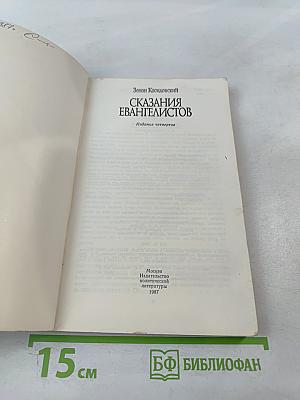 Зенон Косидовский
СКАЗАНИЯ
ЕВАНГЕЛИСТОВ
Издание четвертое
Москва
Издательство
политической
литературы
1987
15 см
БФ БИБЛИОФАН